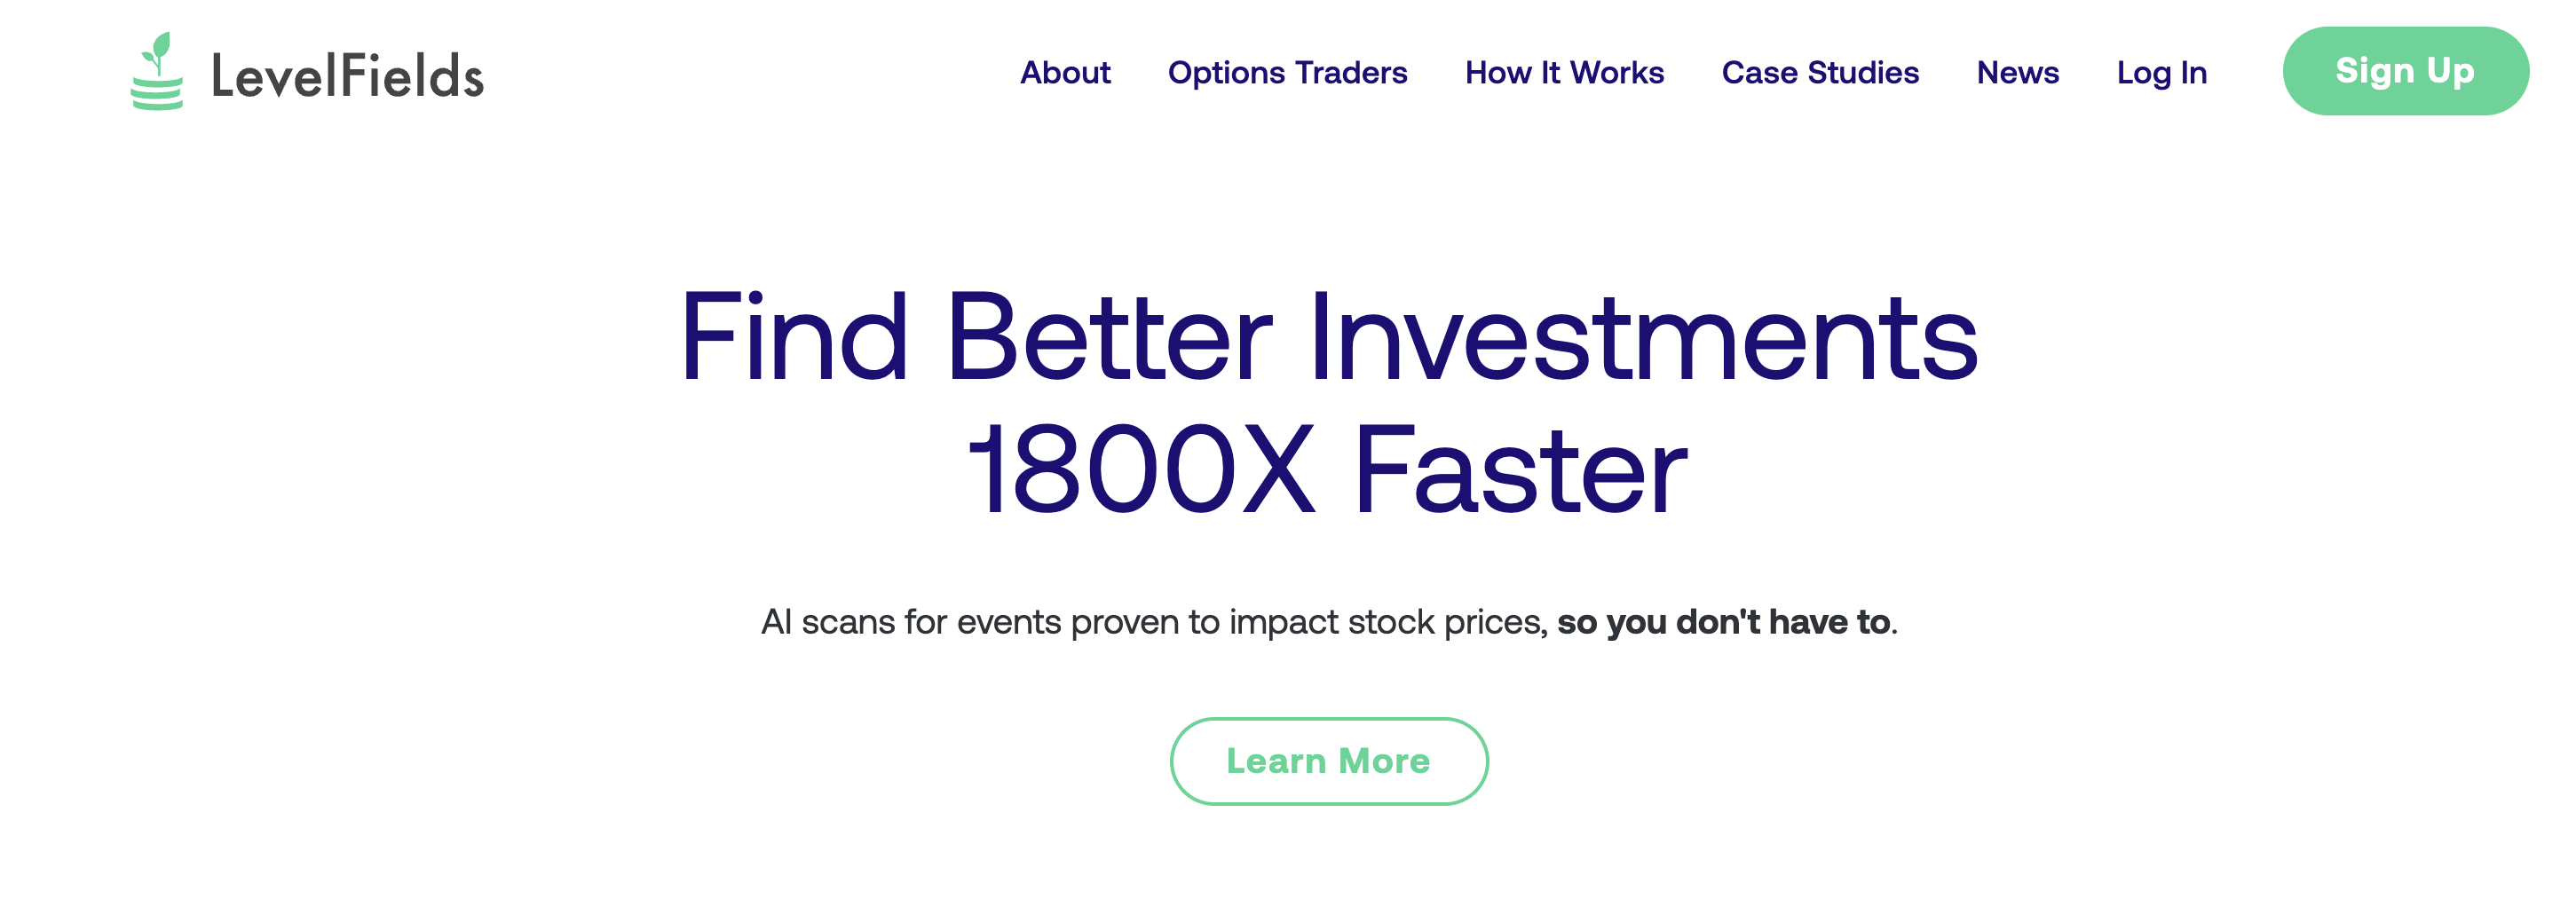 LevelFields
About
Options Traders
How It Works
Case Studies
News
Log In
Sign Up
Find Better Investments
1800X Faster
AI scans for events proven to impact stock prices, so you don't have to.
Learn More